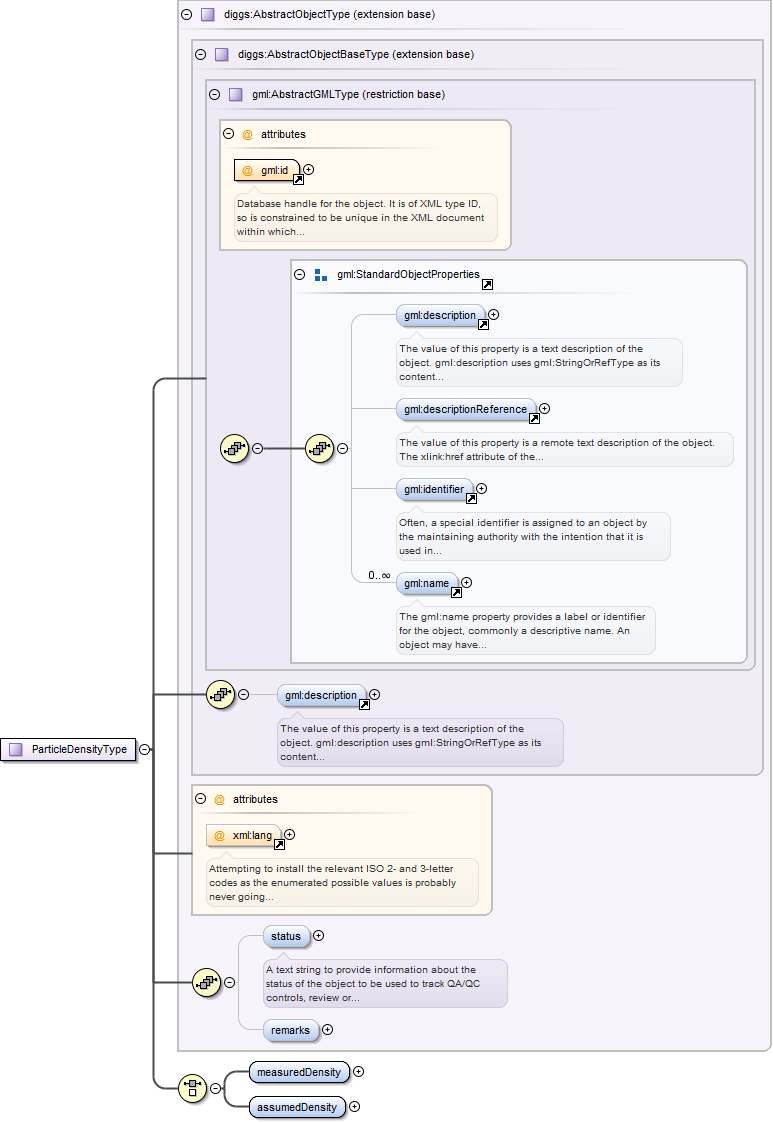 diggs:AbstractObjectType (extension base)
diggs:AbstractObjectBaseType (extension base)
gml:AbstractGMLType (restriction base)
@ attributes
@ gml:id
Database handle for the object. It is of XML type ID,
so is constrained to be unique in the XML document
within which...
gml:StandardObjectProperties
gml:description
The value of this property is a text description of the
object. gml:description uses gml:StringOrRefType as its
content...
gml:descriptionReference
The value of this property is a remote text description of the object.
The xlink:href attribute of the...
gml:identifier
Often, a special identifier is assigned to an object by
the maintaining authority with the intention that it is
used in...
0..∞
gml:name
The gml:name property provides a label or identifier
for the object, commonly a descriptive name. An
object may have...
gml:description
The value of this property is a text description of the
object. gml:description uses gml:StringOrRefType as its
content...
ParticleDensityType
@ attributes
@ xml:lang
Attempting to install the relevant ISO 2- and 3-letter
codes as the enumerated possible values is probably
never going...
status
A text string to provide information about the
status of the object to be used to track QA/QC
controls, review or...
remarks
measuredDensity
assumedDensity